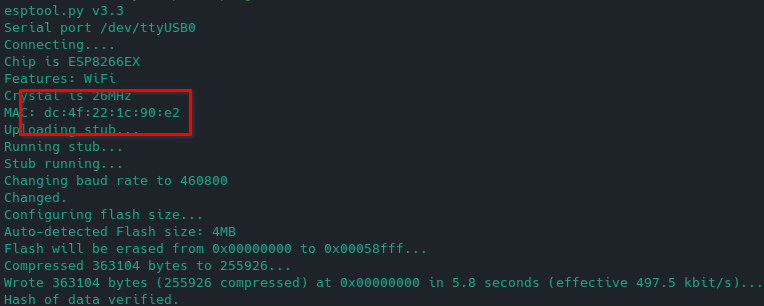 esptool.py v3.3
Serial port /dev/ttyUSB0
Connecting....
Chip is ESP8266EX
Features: WiFi
Crystal is 26MHz
MAC: dc:4f:22:1c:90:e2
Uploading stub...
Running stub...
Stub running...
Changing baud rate to 460800
Changed.
Configuring flash size...
Auto-detected Flash size: 4MB
Flash will be erased from 0x00000000 to 0x00058fff...
Compressed 363104 bytes to 255926...
Wrote 363104 bytes (255926 compressed) at 0x00000000 in 5.8 seconds (effective 497.5 kbit/s)...
Hash of data verified.